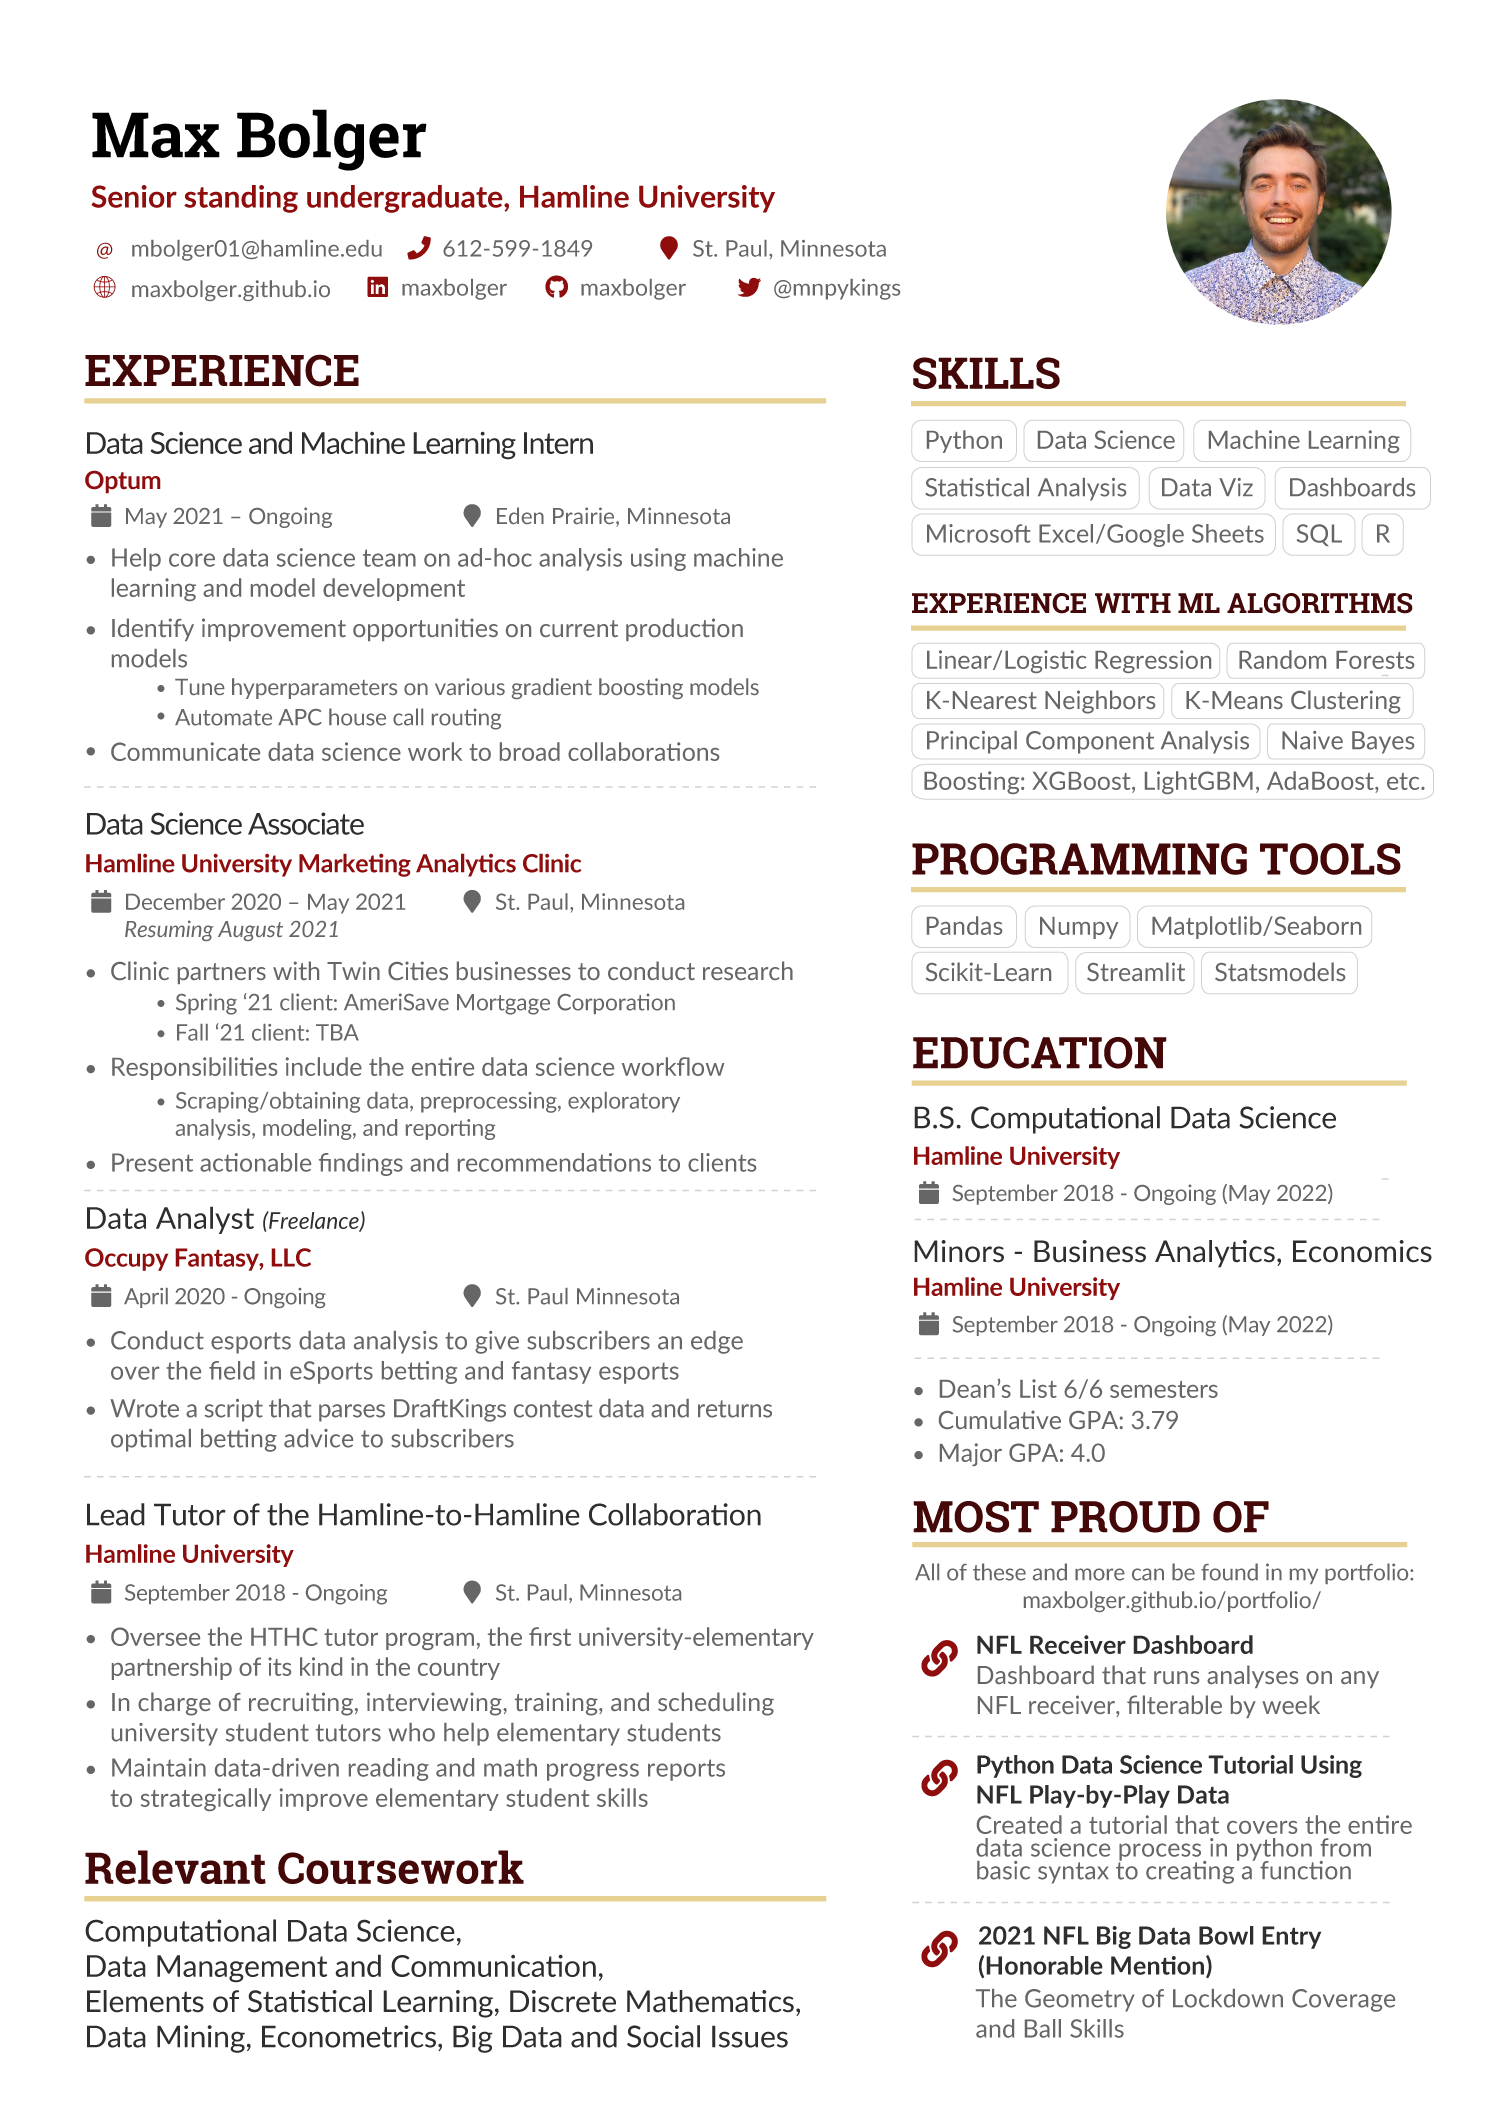 Max Bolger
Senior standing undergraduate, Hamline University
@ mbolger01@hamline.edu 612-599-1849 St. Paul, Minnesota
maxbolger.github.io in maxbolger maxbolger @mnpykings
EXPERIENCE
Data Science and Machine Learning Intern
Optum
May 2021 – Ongoing Eden Prairie, Minnesota
• Help core data science team on ad-hoc analysis using machine
learning and model development
• Identify improvement opportunities on current production
models
• Tune hyperparameters on various gradient boosting models
• Automate APC house call routing
• Communicate data science work to broad collaborations
Data Science Associate
Hamline University Marketing Analytics Clinic
December 2020 – May 2021 St. Paul, Minnesota
Resuming August 2021
• Clinic partners with Twin Cities businesses to conduct research
• Spring ‘21 client: AmeriSave Mortgage Corporation
• Fall ‘21 client: TBA
• Responsibilities include the entire data science workflow
• Scraping/obtaining data, preprocessing, exploratory
analysis, modeling, and reporting
• Present actionable findings and recommendations to clients
Data Analyst (Freelance)
Occupy Fantasy, LLC
April 2020 - Ongoing St. Paul Minnesota
• Conduct esports data analysis to give subscribers an edge
over the field in eSports betting and fantasy esports
• Wrote a script that parses DraftKings contest data and returns
optimal betting advice to subscribers
Lead Tutor of the Hamline-to-Hamline Collaboration
Hamline University
September 2018 - Ongoing St. Paul, Minnesota
• Oversee the HTHC tutor program, the first university-elementary
partnership of its kind in the country
• In charge of recruiting, interviewing, training, and scheduling
university student tutors who help elementary students
• Maintain data-driven reading and math progress reports
to strategically improve elementary student skills
Relevant Coursework
Computational Data Science,
Data Management and Communication,
Elements of Statistical Learning, Discrete Mathematics,
Data Mining, Econometrics, Big Data and Social Issues
SKILLS
Python Data Science Machine Learning
Statistical Analysis Data Viz Dashboards
Microsoft Excel/Google Sheets SQL R
EXPERIENCE WITH ML ALGORITHMS
Linear/Logistic Regression Random Forests
K-Nearest Neighbors K-Means Clustering
Principal Component Analysis Naive Bayes
Boosting: XGBoost, LightGBM, AdaBoost, etc.
PROGRAMMING TOOLS
Pandas Numpy Matplotlib/Seaborn
Scikit-Learn Streamlit Statsmodels
EDUCATION
B.S. Computational Data Science
Hamline University
September 2018 - Ongoing (May 2022)
Minors - Business Analytics, Economics
Hamline University
September 2018 - Ongoing (May 2022)
• Dean’s List 6/6 semesters
• Cumulative GPA: 3.79
• Major GPA: 4.0
MOST PROUD OF
All of these and more can be found in my portfolio:
maxbolger.github.io/portfolio/
NFL Receiver Dashboard
Dashboard that runs analyses on any
NFL receiver, filterable by week
Python Data Science Tutorial Using
NFL Play-by-Play Data
Created a tutorial that covers the entire
data science process in python from
basic syntax to creating a function
2021 NFL Big Data Bowl Entry
(Honorable Mention)
The Geometry of Lockdown Coverage
and Ball Skills